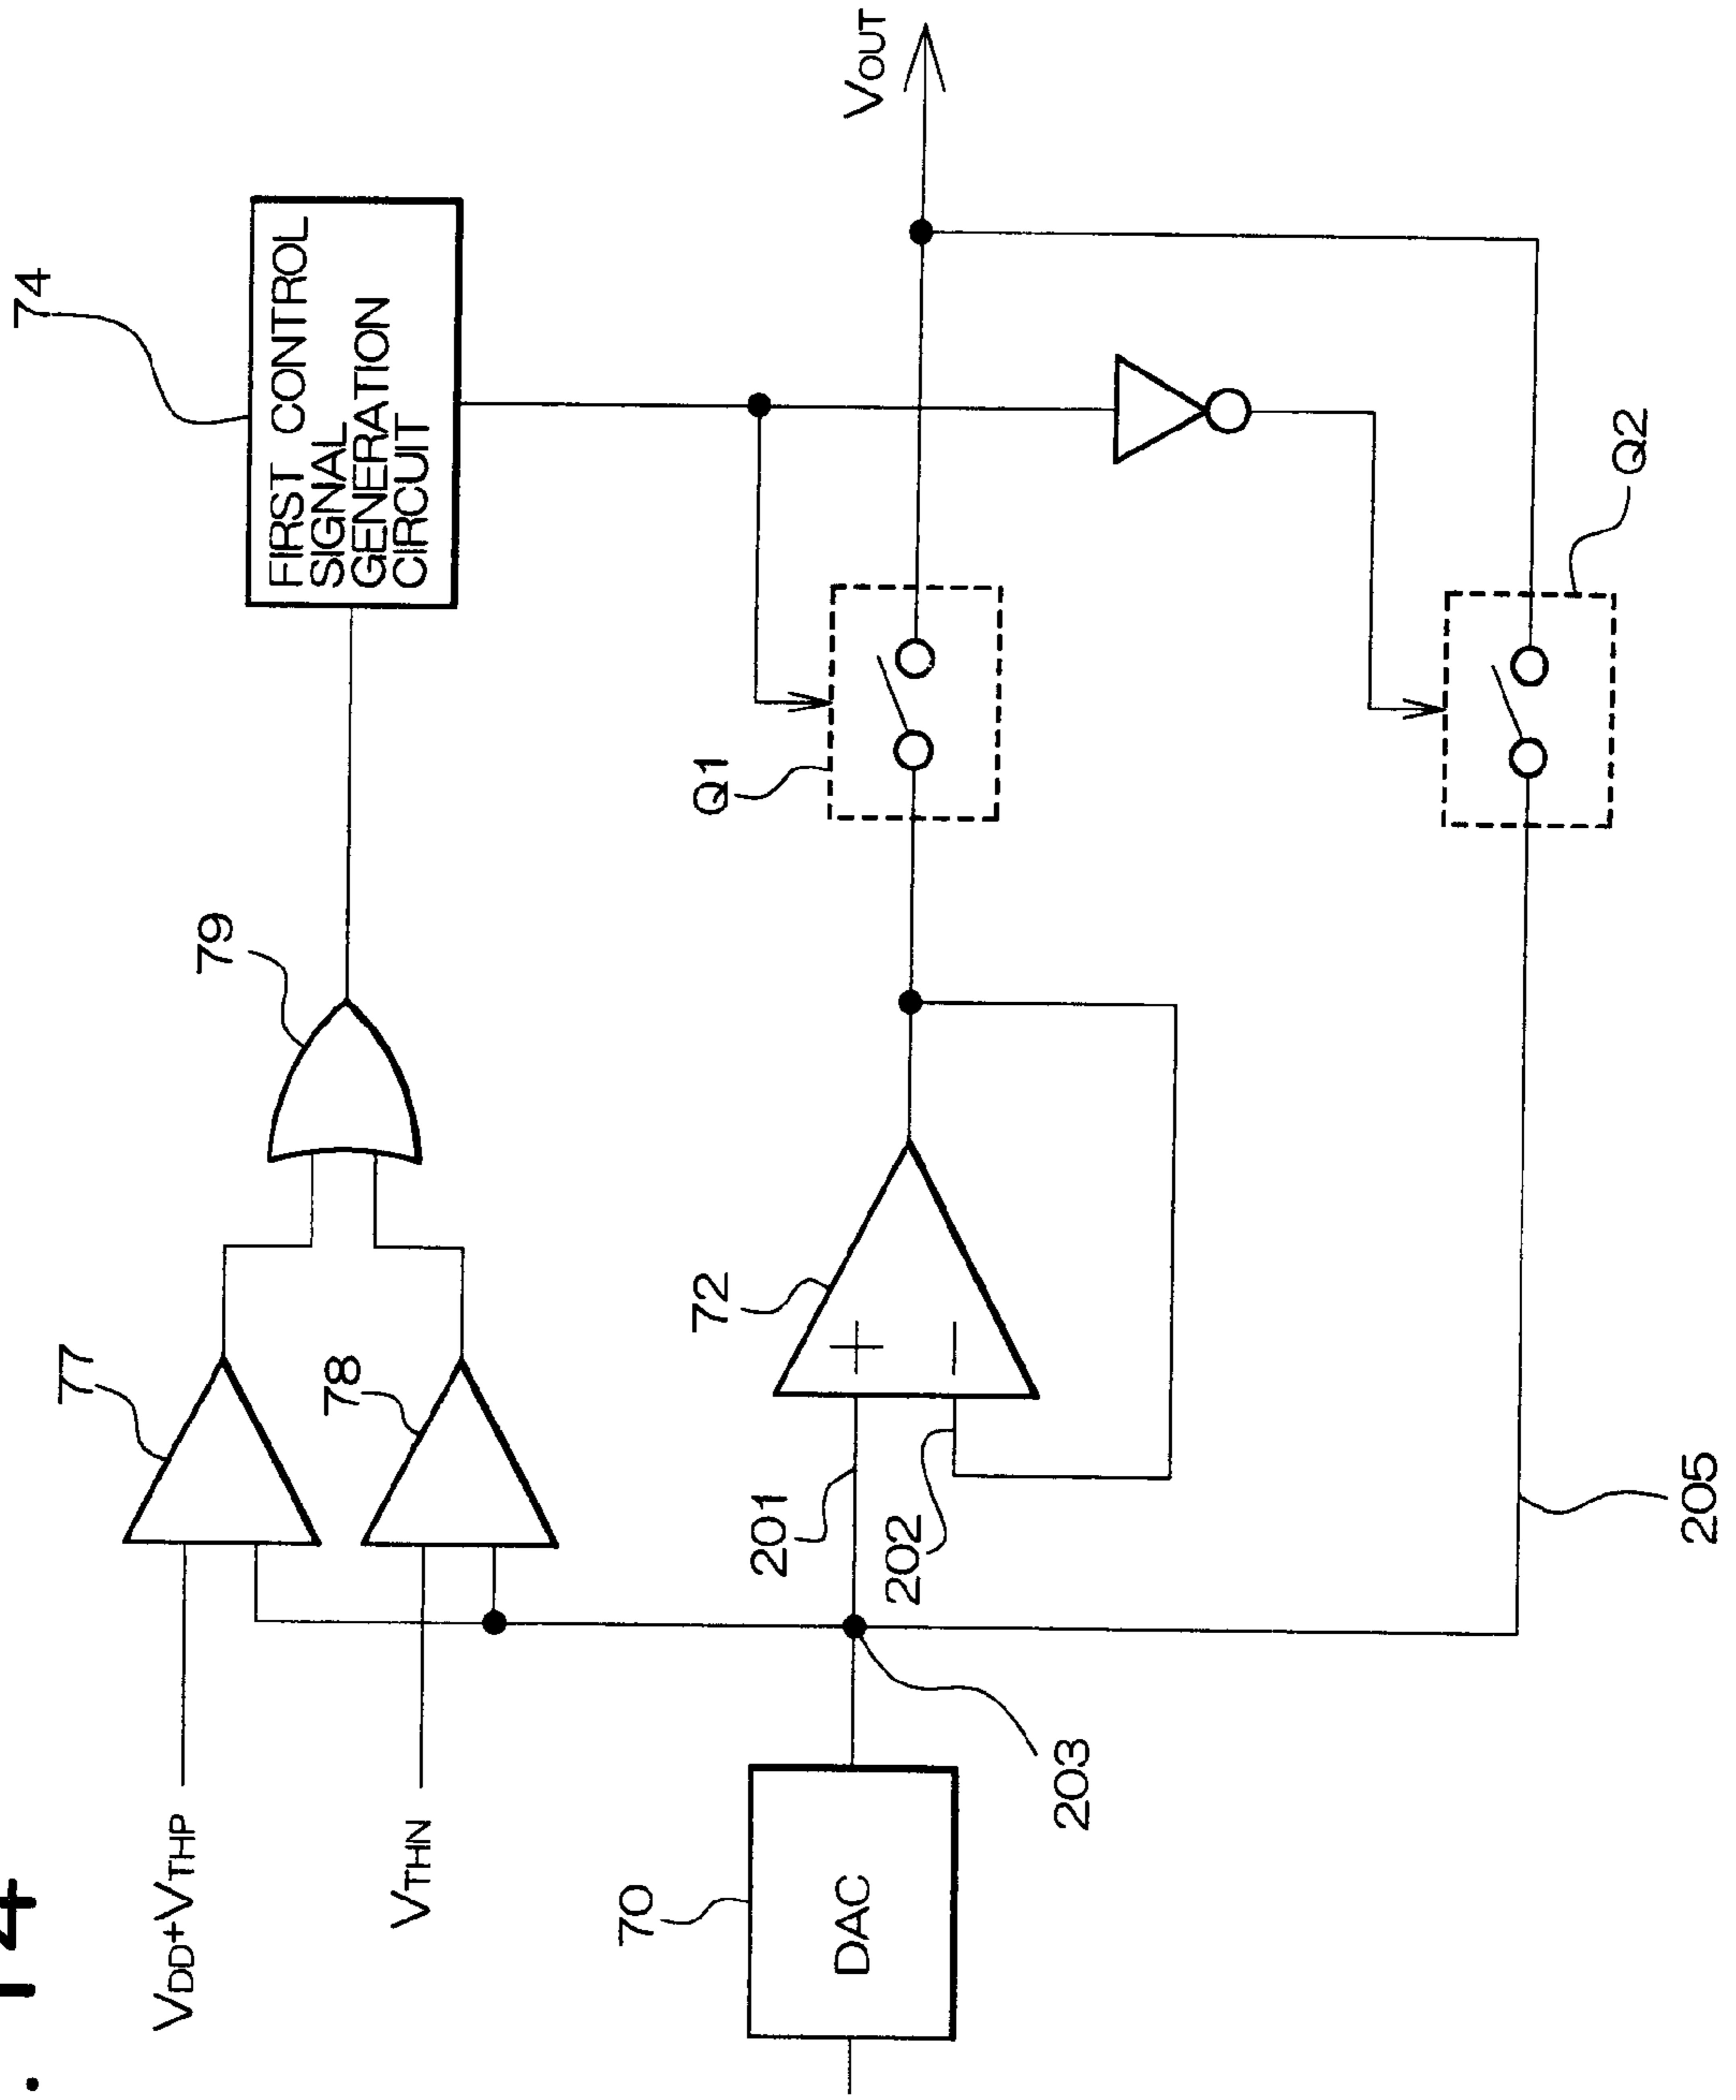 . 14
74
FIRST CONTROL
SIGNAL
GENERATION
CIRCUIT
79
77
78
VDD+VTHP
VTHN
VOUT
Q1
72
+
−
201
202
70
DAC
203
Q2
205